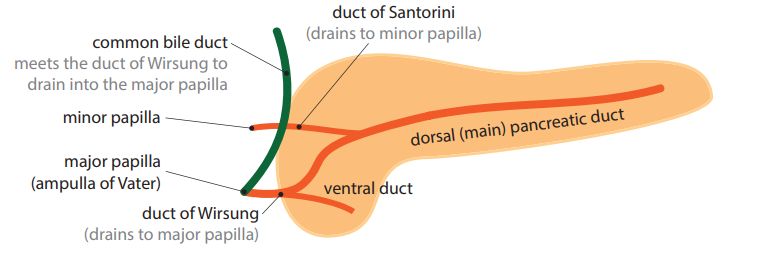 duct of Santorini
(drains to minor papilla)
common bile duct
meets the duct of Wirsung to
drain into the major papilla
minor papilla
dorsal (main) pancreatic duct
major papilla
(ampulla of Vater)
ventral duct
duct of Wirsung
(drains to major papilla)